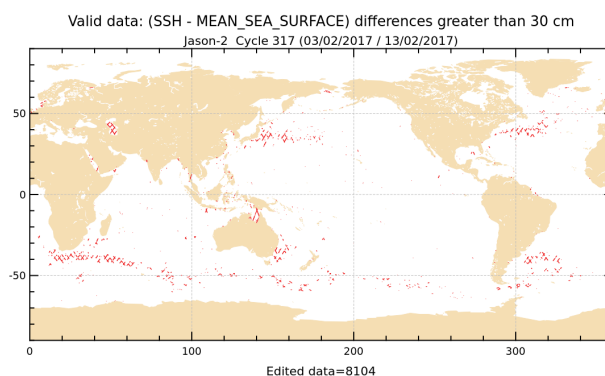 Valid data: (SSH - MEAN_SEA_SURFACE) differences greater than 30 cm
Jason-2 Cycle 317 (03/02/2017 / 13/02/2017)
50
0
-50
0 100 200 300
Edited data=8104